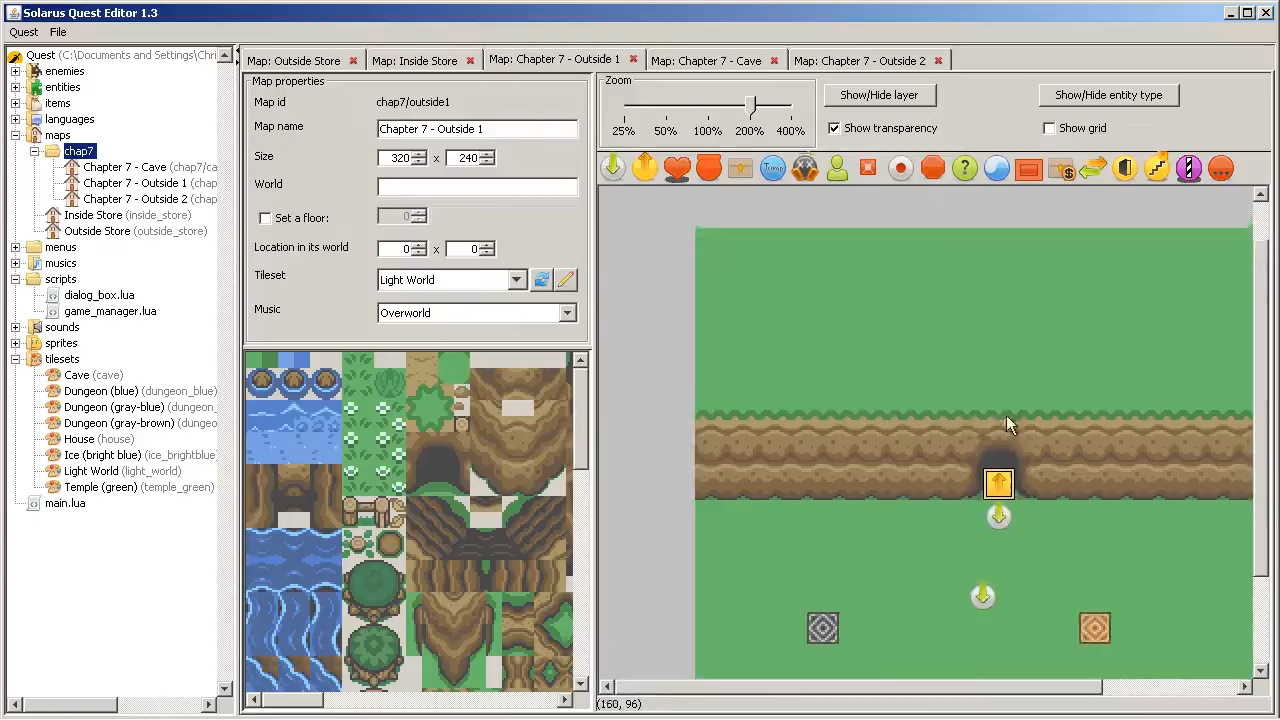 Solarus Quest Editor 1.3
Quest File
Quest (C:\Documents and Settings\Chri
enemies
entities
items
languages
maps
chap7
Chapter 7 - Cave (chap7/ca
Chapter 7 - Outside 1 (chap
Chapter 7 - Outside 2 (chap
Inside Store (inside_store)
Outside Store (outside_store)
menus
musics
scripts
dialog_box.lua
game_manager.lua
sounds
sprites
tilesets
Cave (cave)
Dungeon (blue) (dungeon_blue)
Dungeon (gray-blue) (dungeon_
Dungeon (gray-brown) (dungeon
House (house)
Ice (bright blue) (ice_brightblue
Light World (light_world)
Temple (green) (temple_green)
main.lua
Map: Outside Store
Map: Inside Store
Map: Chapter 7 - Outside 1
Map: Chapter 7 - Cave
Map: Chapter 7 - Outside 2
Map properties
Map id chap7/outside1
Map name Chapter 7 - Outside 1
Size 320 x 240
World
Set a floor: 0
Location in its world 0 x 0
Tileset Light World
Music Overworld
Zoom
25% 50% 200% 400%
Show/Hide layer
Show/Hide entity type
Show transparency
Show grid
Jump
?
$
...
(160, 96)